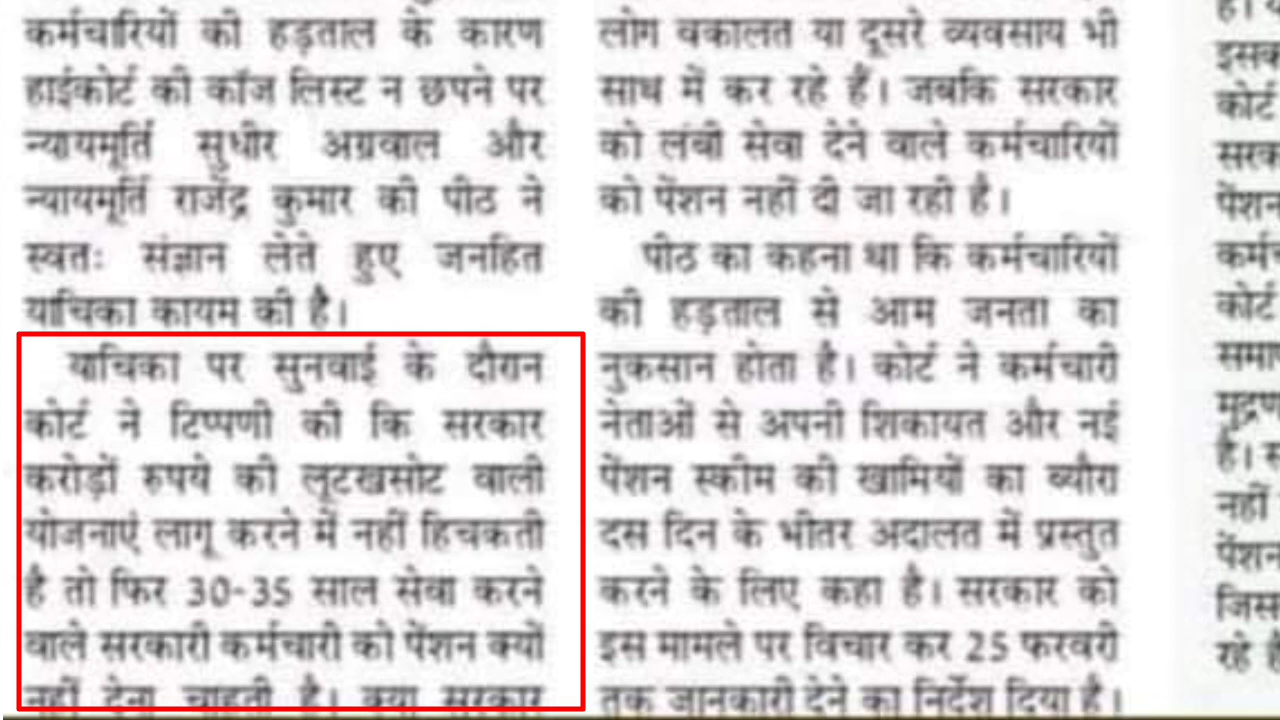 कर्मचारियों की हड़ताल के कारण
हाईकोर्ट की कॉज लिस्ट न छपने पर
न्यायमूर्ति सुधीर अग्रवाल और
न्यायमूर्ति राजेंद्र कुमार की पीठ ने
स्वतः संज्ञान लेते हुए जनहित
याचिका कायम की है।
याचिका पर सुनवाई के दौरान
कोर्ट ने टिप्पणी की कि सरकार
करोड़ों रुपये की लूटखसोट वाली
योजनाएं लागू करने में नहीं हिचकती
है तो फिर 30-35 साल सेवा करने
वाले सरकारी कर्मचारी को पेंशन क्यों
नहीं देना चाहती है। क्या सरकार
लोग वकालत या दूसरे व्यवसाय भी
साथ में कर रहे हैं। जबकि सरकार
को लंबी सेवा देने वाले कर्मचारियों
को पेंशन नहीं दी जा रही है।
पीठ का कहना था कि कर्मचारियों
की हड़ताल से आम जनता का
नुकसान होता है। कोर्ट ने कर्मचारी
नेताओं से अपनी शिकायत और नई
पेंशन स्कीम की खामियों का ब्यौरा
दस दिन के भीतर अदालत में प्रस्तुत
करने के लिए कहा है। सरकार को
इस मामले पर विचार कर 25 फरवरी
तक जानकारी देने का निर्देश दिया है।
कोर्ट
कोर्ट
नहीं
रहे